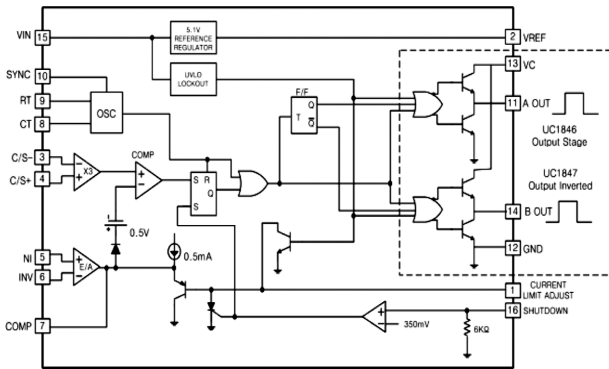 VIN 15
5.1V
REFERENCE
REGULATOR
2 VREF
UVLO
LOCKOUT
13 VC
SYNC 10
RT 9
CT 8
OSC
F/F
Q
T Q
11 A OUT
UC1846
Output Stage
C/S- 3
C/S+ 4
X3
COMP
S R
Q
S
UC1847
Output Inverted
14 B OUT
0.5V
12 GND
NI 5
INV 6
E/A
0.5mA
1 CURRENT
LIMIT ADJUST
COMP 7
350mV
16 SHUTDOWN
6KΩ